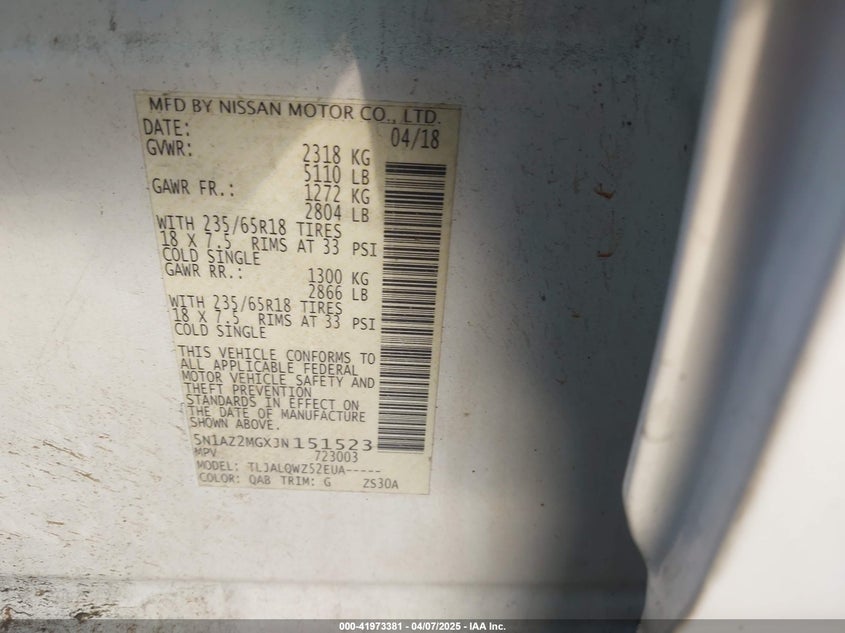 MFD BY NISSAN MOTOR CO., LTD.
DATE: 04/18
GVWR: 2318 KG
5110 LB
GAWR FR.: 1272 KG
2804 LB
WITH 235/65R18 TIRES
18 X 7.5 RIMS AT 33 PSI
COLD SINGLE
GAWR RR.: 1300 KG
2866 LB
WITH 235/65R18 TIRES
18 X 7.5 RIMS AT 33 PSI
COLD SINGLE
THIS VEHICLE CONFORMS TO
ALL APPLICABLE FEDERAL
MOTOR VEHICLE SAFETY AND
THEFT PREVENTION
STANDARDS IN EFFECT ON
THE DATE OF MANUFACTURE
SHOWN ABOVE.
5N1AZ2MGXJN151523
MPV 723003
MODEL: TLJALQWZ52EUA-----
COLOR: QAB TRIM: G ZS30A
000-41973381 - 04/07/2025 - IAA Inc.